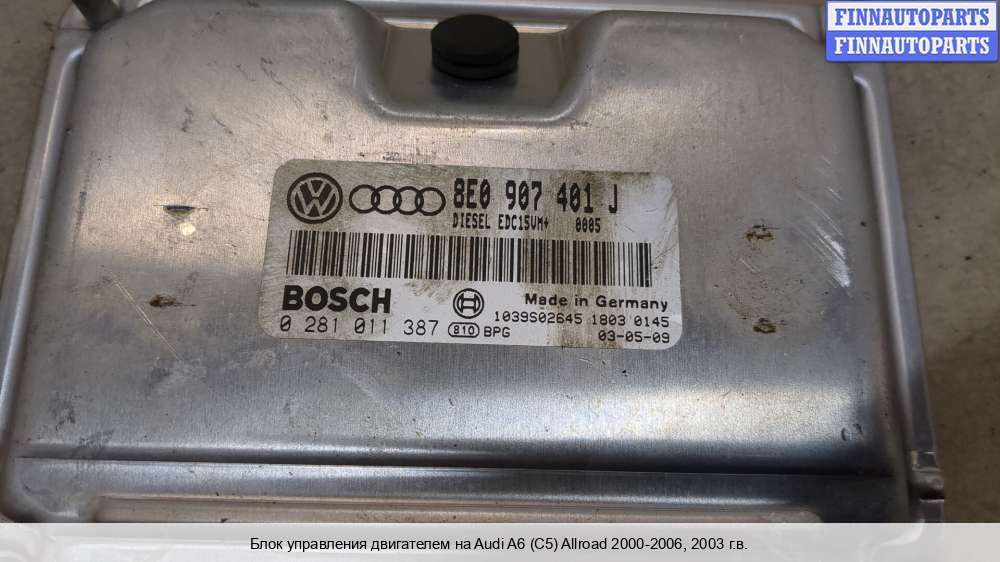 FINNAUTOPARTS
FINNAUTOPARTS
8E0 907 401 J
DIESEL EDC15VM+ 0005
BOSCH
Made in Germany
1039S02645 1803 0145
0 281 011 387 810 BPG
03-05-09
Блок управления двигателем на Audi A6 (C5) Allroad 2000-2006, 2003 г.в.